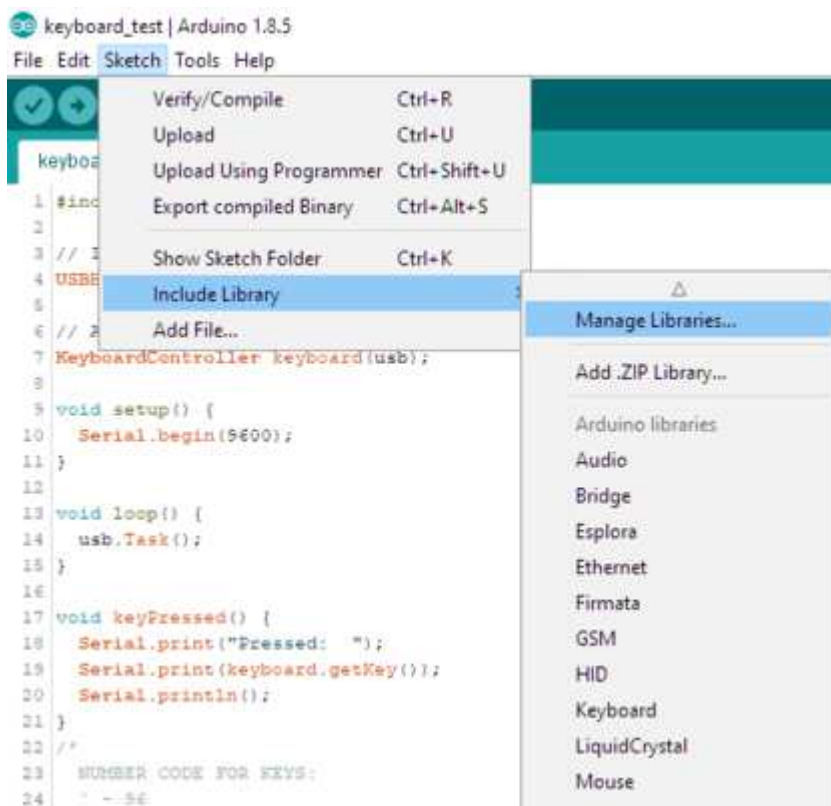 keyboard_test | Arduino 1.8.5
File Edit Sketch Tools Help
Verify/Compile Ctrl+R
Upload Ctrl+U
Upload Using Programmer Ctrl+Shift+U
Export compiled Binary Ctrl+Alt+S
Show Sketch Folder Ctrl+K
Include Library
Add File...
Manage Libraries...
Add .ZIP Library...
Arduino libraries
Audio
Bridge
Esplora
Ethernet
Firmata
GSM
HID
Keyboard
LiquidCrystal
Mouse
keyboa
1 #inc
2
3 //
4 USBH
5
6 //
7 KeyboardController keyboard(usb);
8
9 void setup() {
10 Serial.begin(9600);
11 }
12
13 void loop() {
14 usb.Task();
15 }
16
17 void keyPressed() {
18 Serial.print("Pressed: ");
19 Serial.print(keyboard.getKey());
20 Serial.println();
21 }
22 /*
23 NUMBER CODE FOR KEYS:
24 - 96